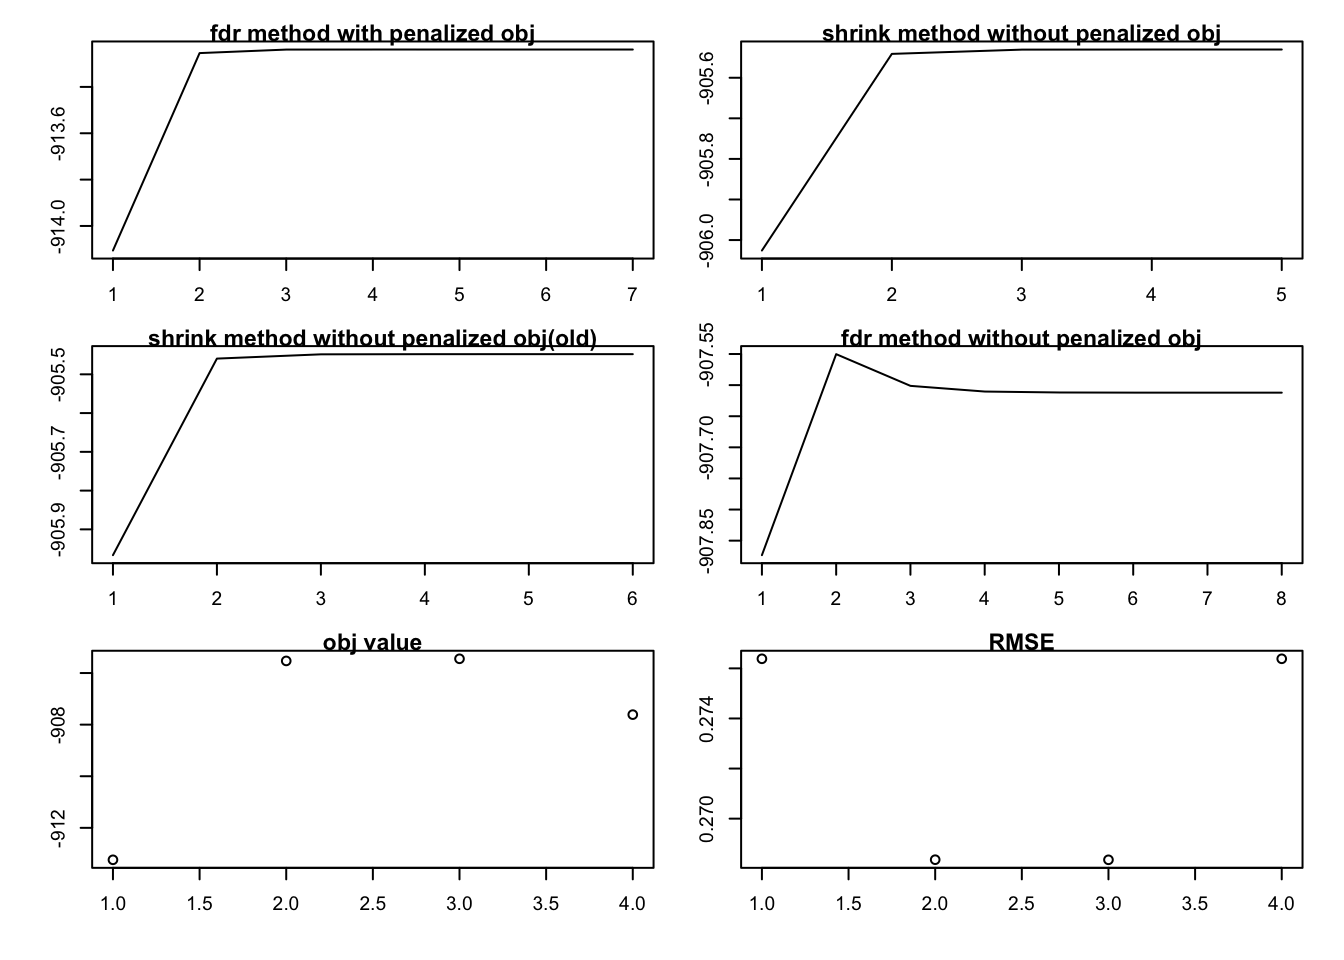 fdr method with penalized obj
-913.6
-914.0
1 2 3 4 5 6 7
shrink method without penalized obj
-905.6
-905.8
-906.0
1 2 3 4 5
shrink method without penalized obj(old)
-905.5
-905.7
-905.9
1 2 3 4 5 6
fdr method without penalized obj
-907.55
-907.70
-907.85
1 2 3 4 5 6 7 8
obj value
-908
-912
1.0 1.5 2.0 2.5 3.0 3.5 4.0
RMSE
0.274
0.270
1.0 1.5 2.0 2.5 3.0 3.5 4.0